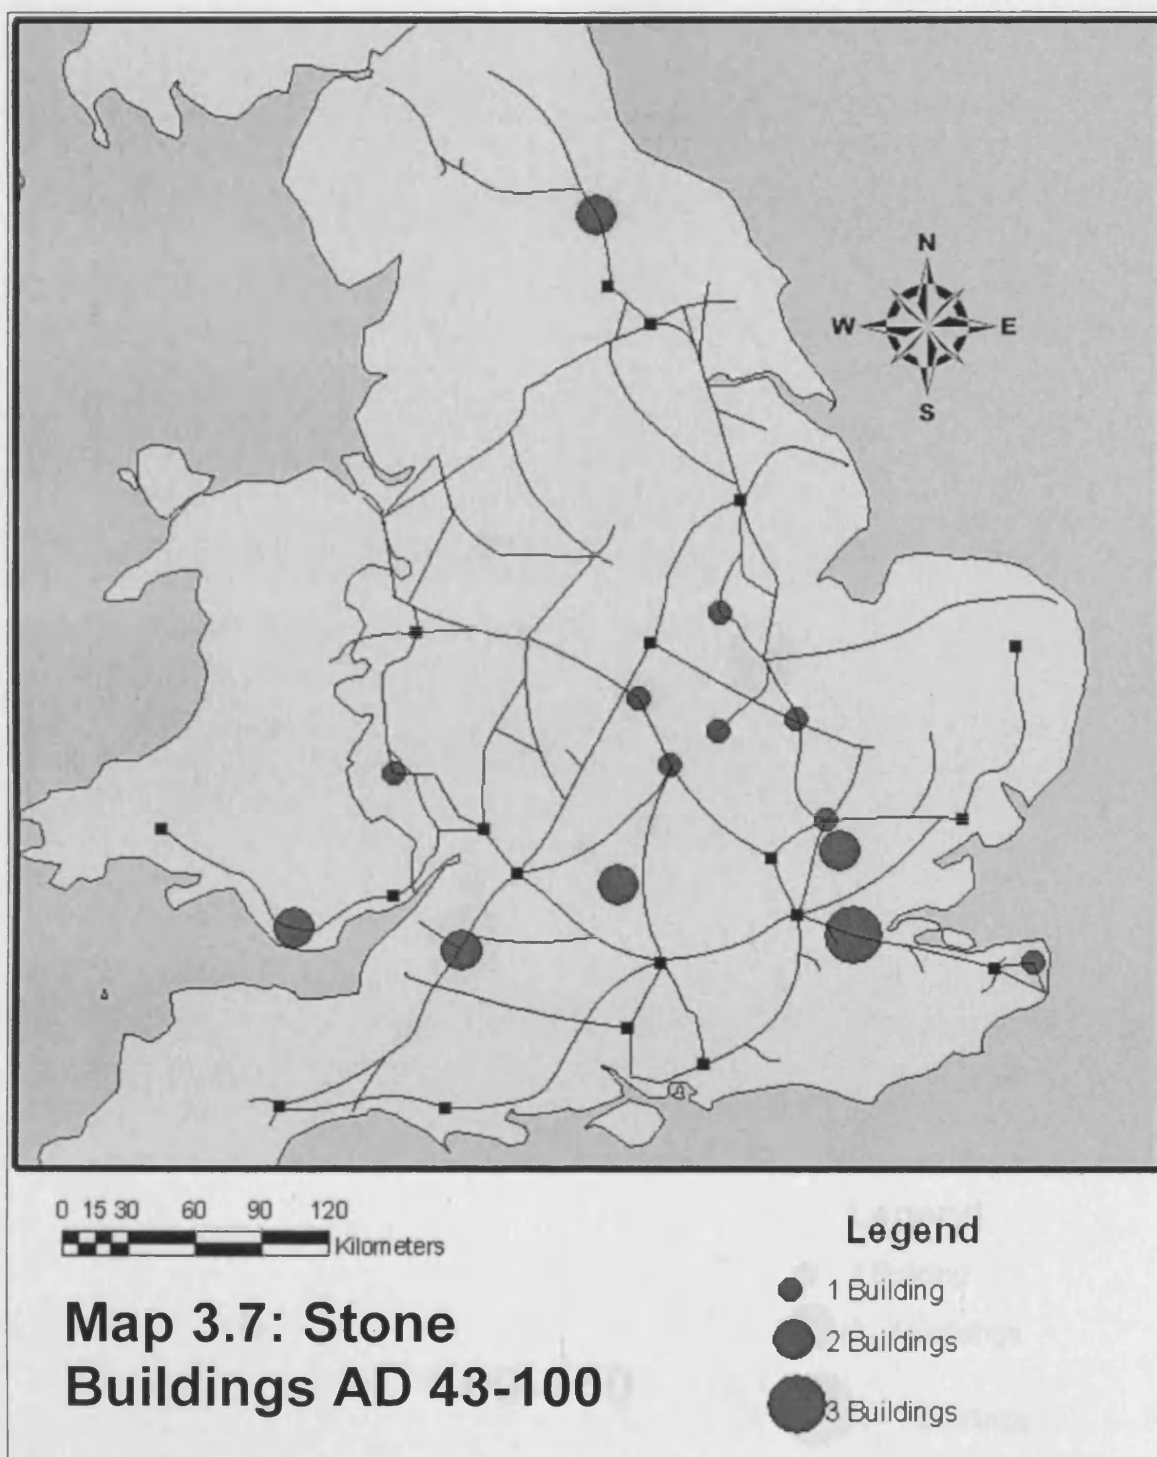 N
W E
S
0 15 30 60 90 120
Kilometers
Map 3.7: Stone
Buildings AD 43-100
Legend
1 Building
2 Buildings
3 Buildings